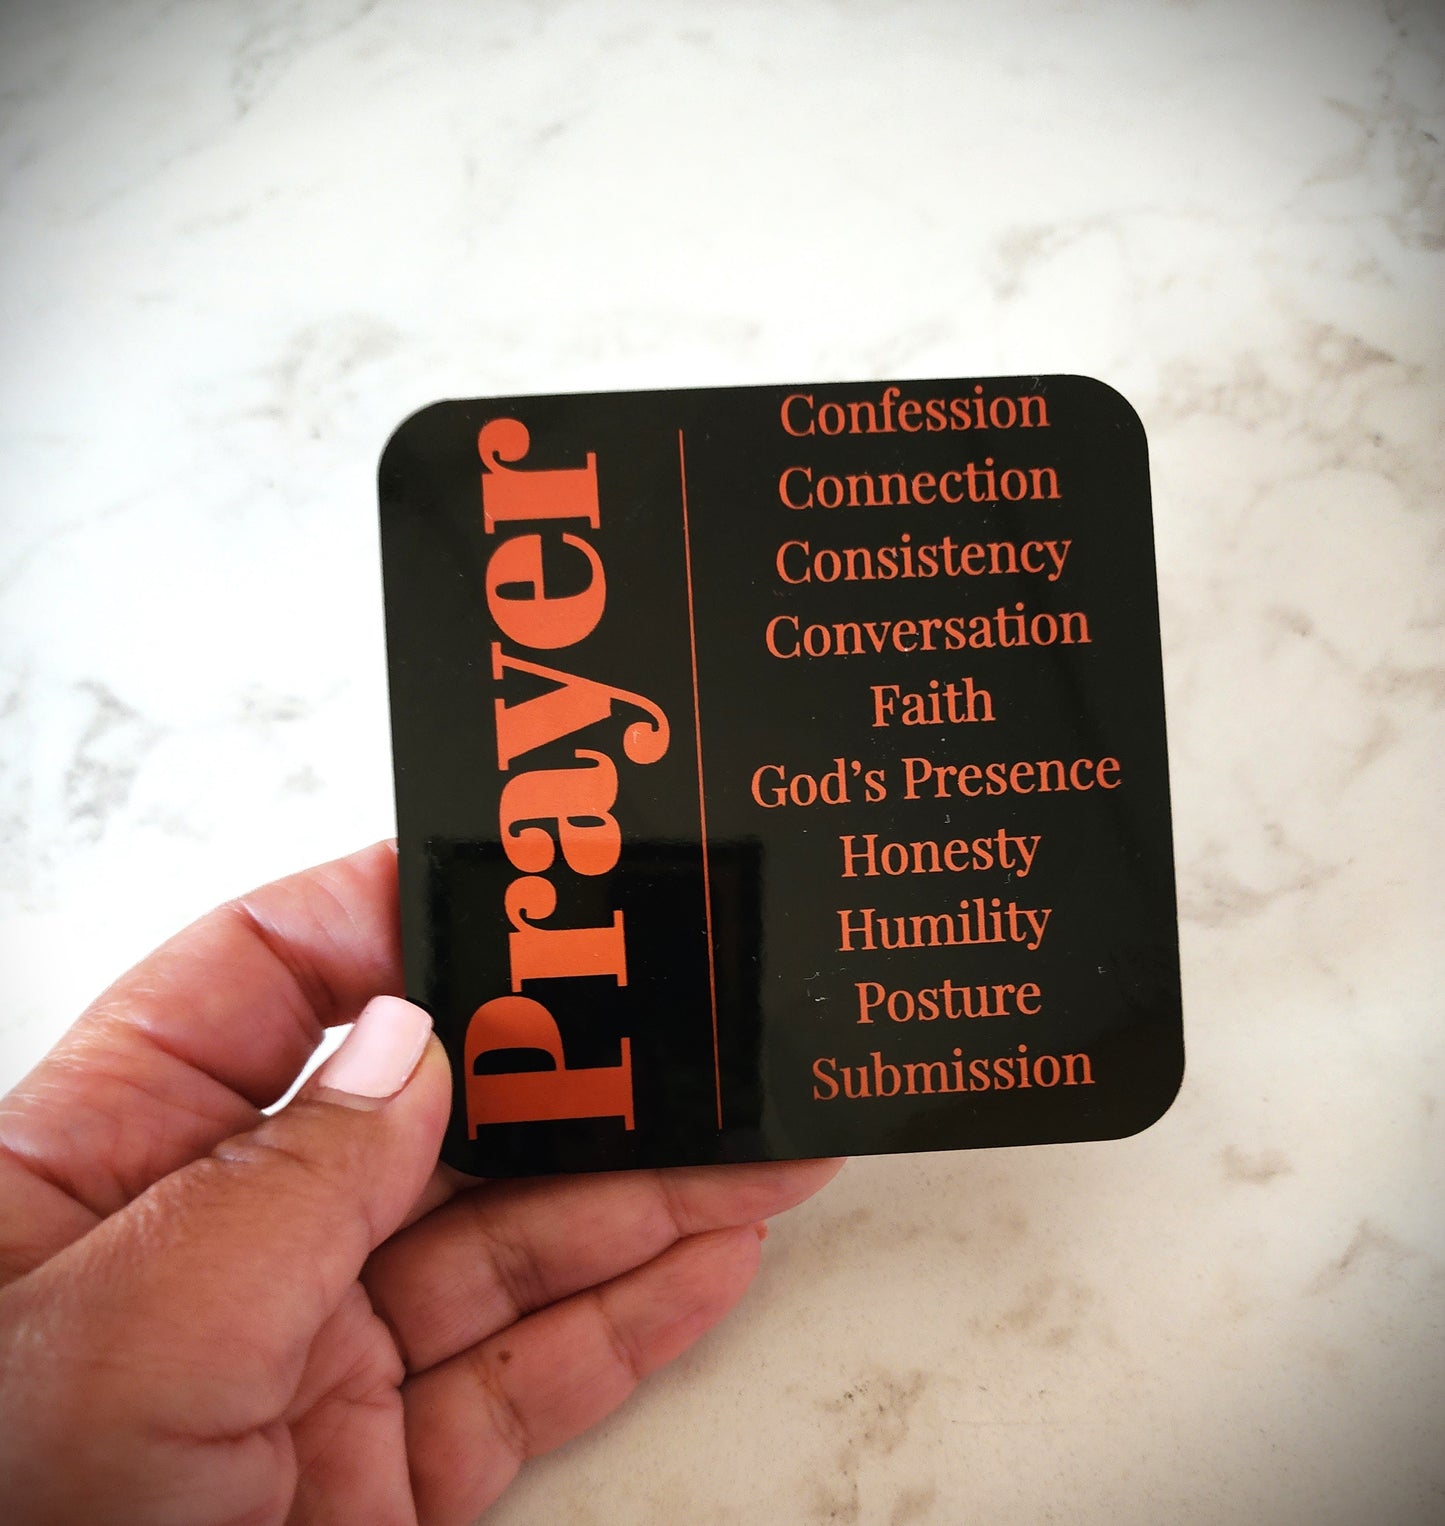 Prayer
Confession
Connection
Consistency
Conversation
Faith
God's Presence
Honesty
Humility
Posture
Submission